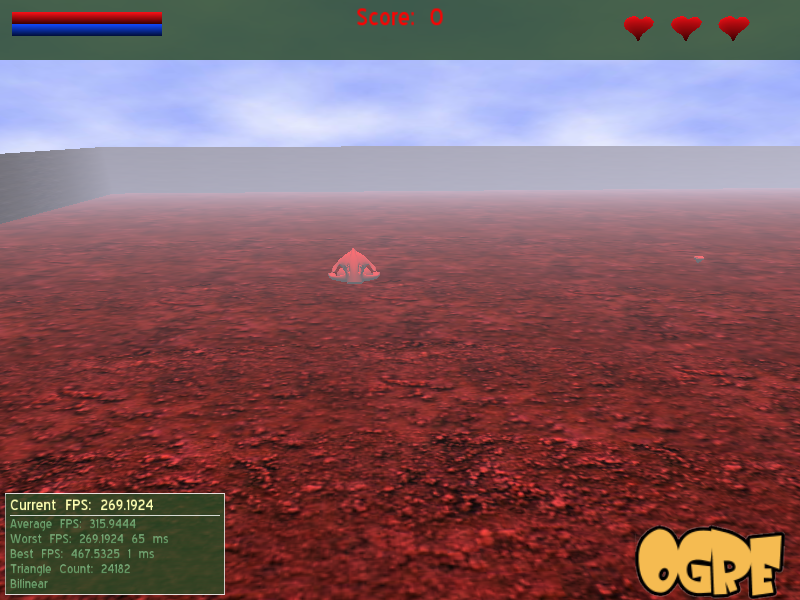 Score: 0
Current FPS: 269.1924
Average FPS: 315.9444
Worst FPS: 269.1924 65 ms
Best FPS: 467.5325 1 ms
Triangle Count: 24182
Bilinear
OGRE